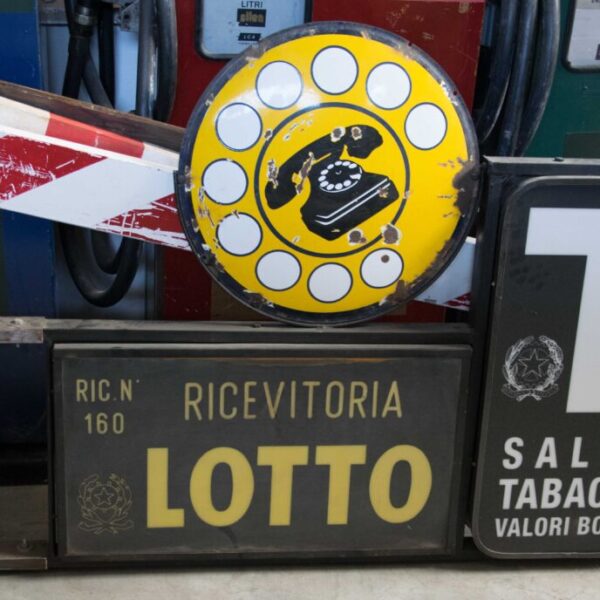 LITRI
RIC. N°
160
RICEVITORIA
LOTTO
T
SAL
TABAC
VALORI BO